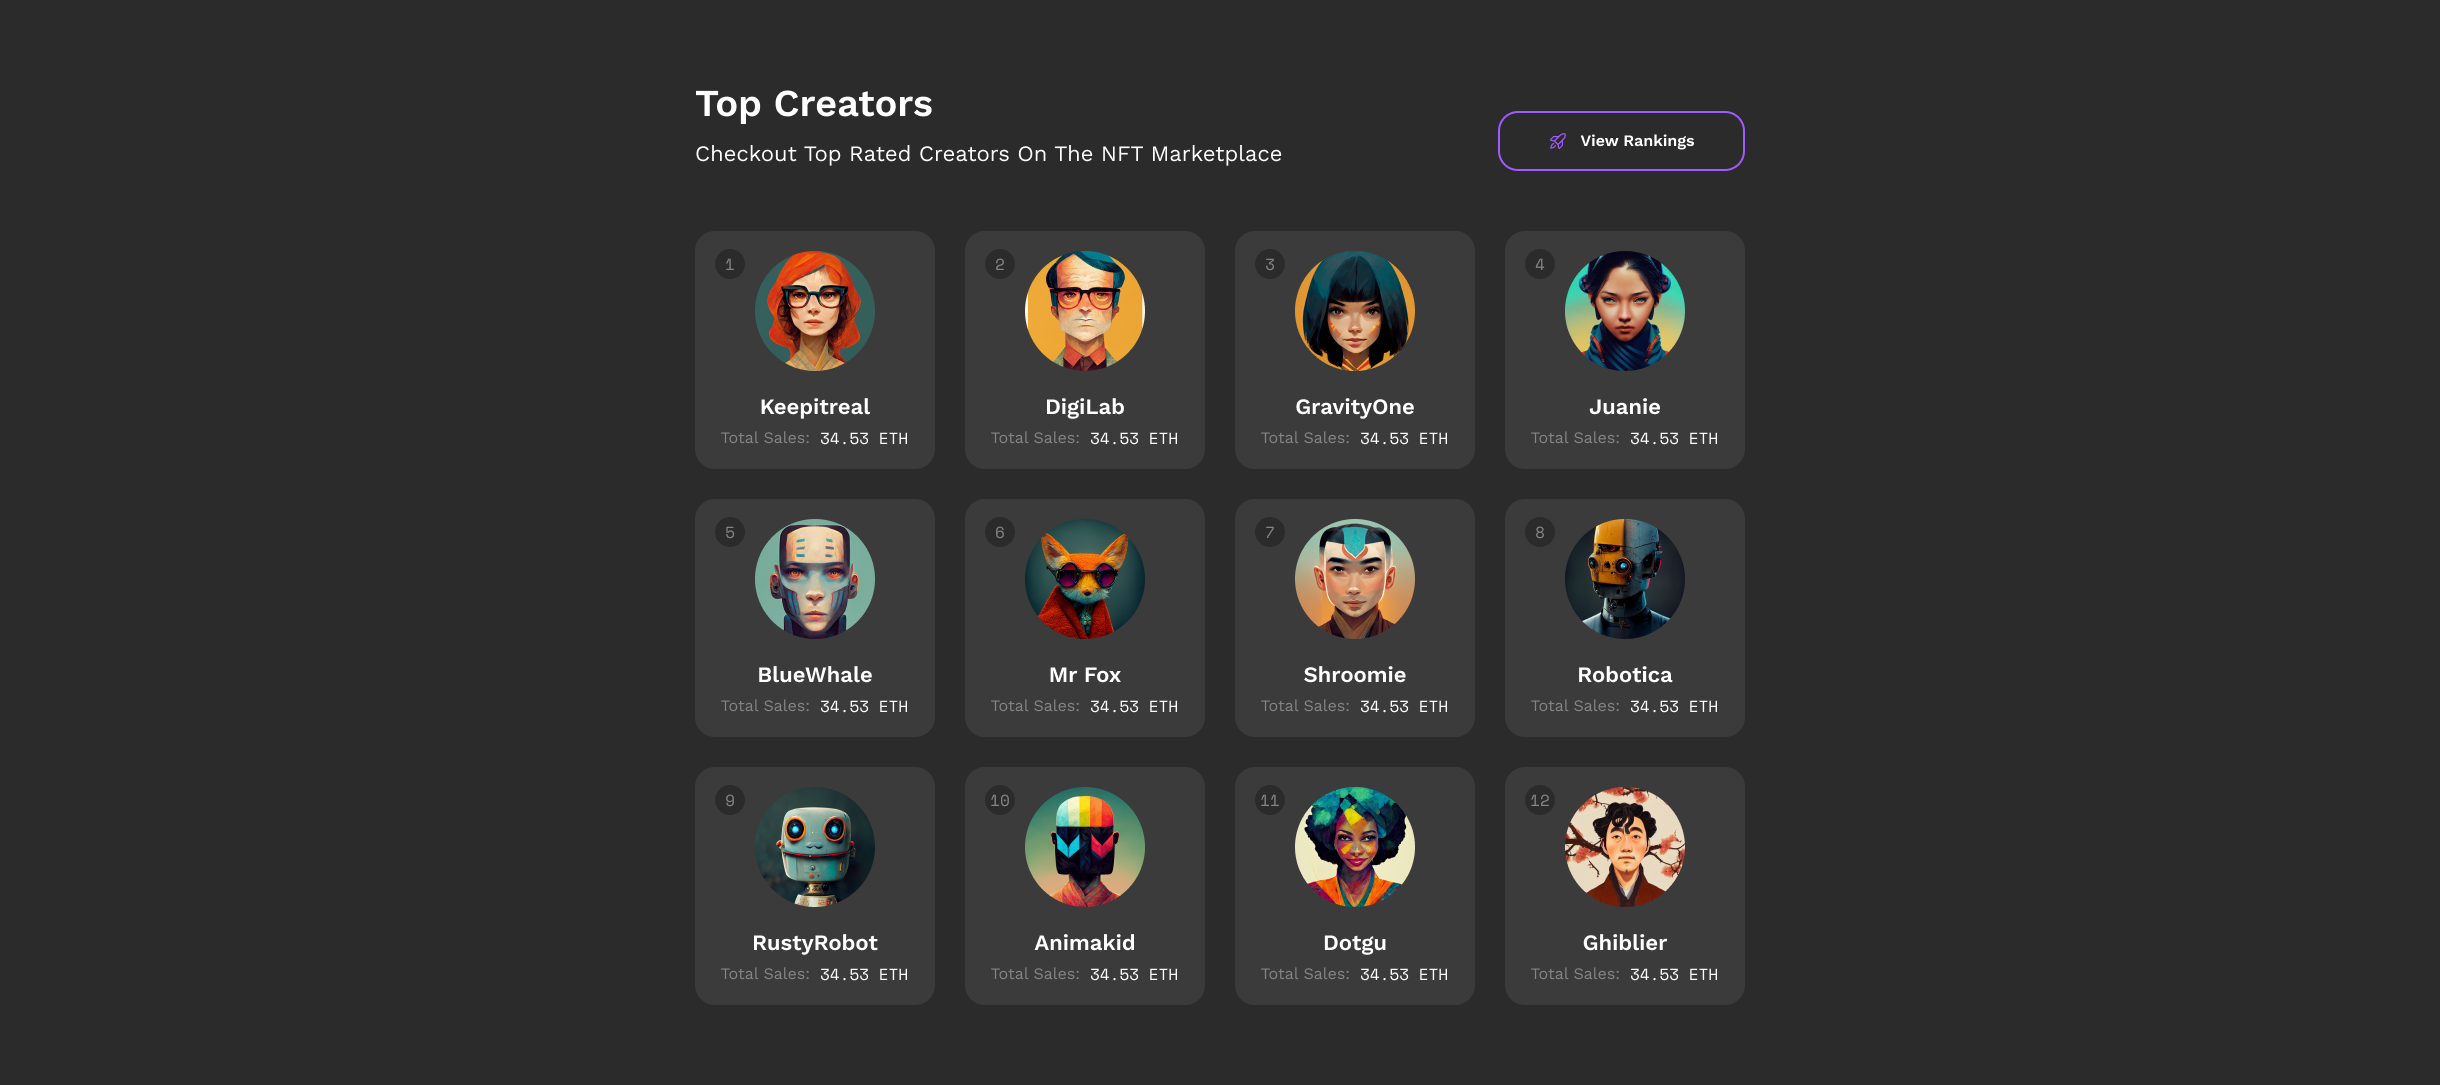 Top Creators
Checkout Top Rated Creators On The NFT Marketplace
View Rankings
1
Keepitreal
Total Sales: 34.53 ETH
2
DigiLab
Total Sales: 34.53 ETH
3
GravityOne
Total Sales: 34.53 ETH
4
Juanie
Total Sales: 34.53 ETH
5
BlueWhale
Total Sales: 34.53 ETH
6
Mr Fox
Total Sales: 34.53 ETH
7
Shroomie
Total Sales: 34.53 ETH
8
Robotica
Total Sales: 34.53 ETH
9
RustyRobot
Total Sales: 34.53 ETH
10
Animakid
Total Sales: 34.53 ETH
11
Dotgu
Total Sales: 34.53 ETH
12
Ghiblier
Total Sales: 34.53 ETH